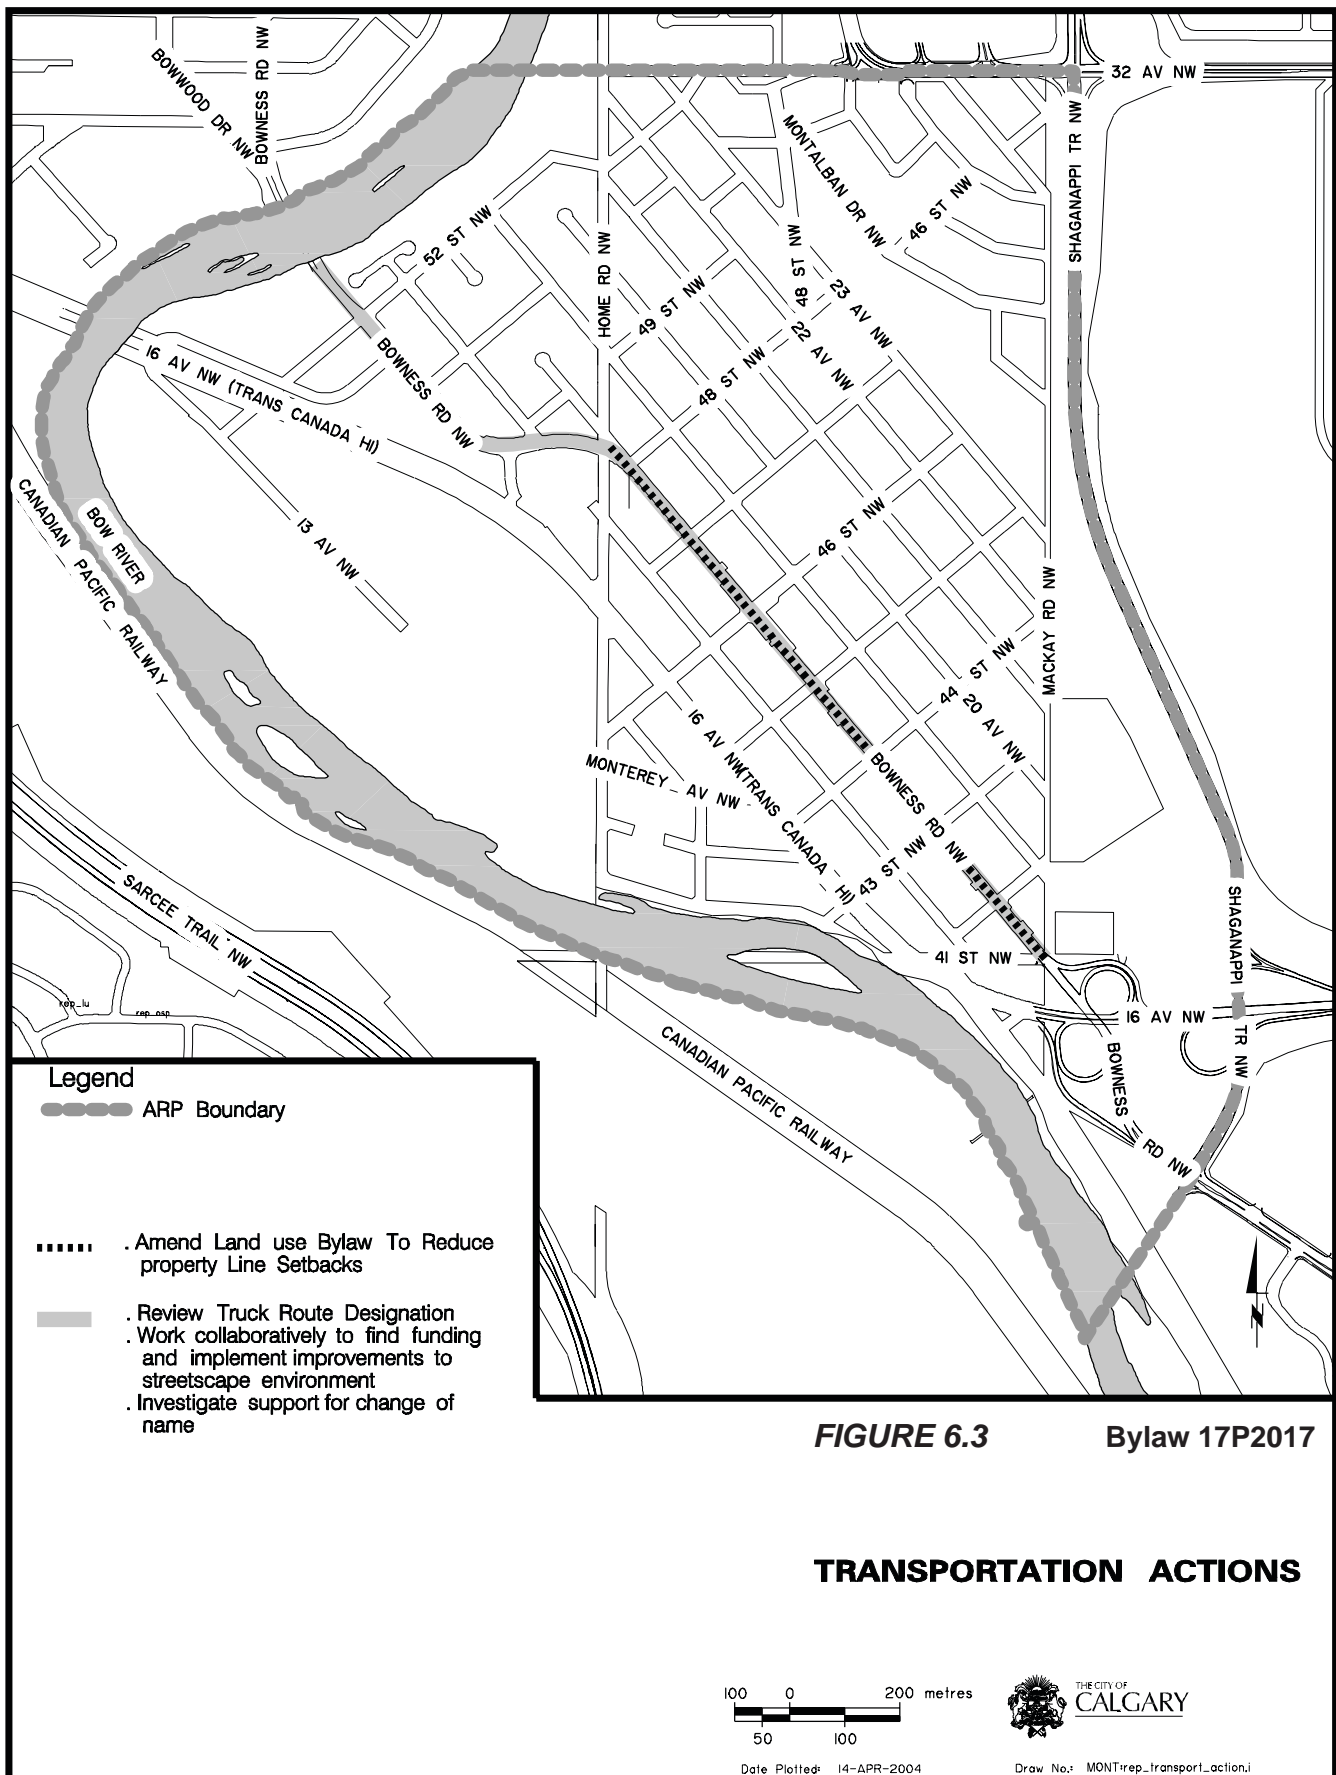 BOWWOOD DR NW
BOWNESS RD NW
32 AV NW
SHAGANAPPI TR NW
MONTALBAN DR NW
46 ST NW
52 ST NW
HOME RD NW
48 ST NW
23 AV NW
49 ST NW
22 AV NW
48 ST NW
16 AV NW (TRANS CANADA HI)
BOWNESS RD NW
CANADIAN PACIFIC RAILWAY
BOW RIVER
13 AV NW
46 ST NW
MACKAY RD NW
44 ST NW
20 AV NW
16 AV NW (TRANS CANADA HI)
MONTEREY AV NW
BOWNESS RD NW
43 ST NW
SARCEE TRAIL NW
41 ST NW
SHAGANAPPI TR NW
16 AV NW
BOWNESS RD NW
CANADIAN PACIFIC RAILWAY
rep_lu
rep_osp
N
Legend
ARP Boundary
. Amend Land use Bylaw To Reduce
property Line Setbacks
. Review Truck Route Designation
. Work collaboratively to find funding
and implement improvements to
streetscape environment
. Investigate support for change of
name
FIGURE 6.3 Bylaw 17P2017
TRANSPORTATION ACTIONS
100 0 200 metres
50 100
THE CITY OF
CALGARY
Date Plotted: 14-APR-2004 Draw No.: MONT:rep_transport_action.i